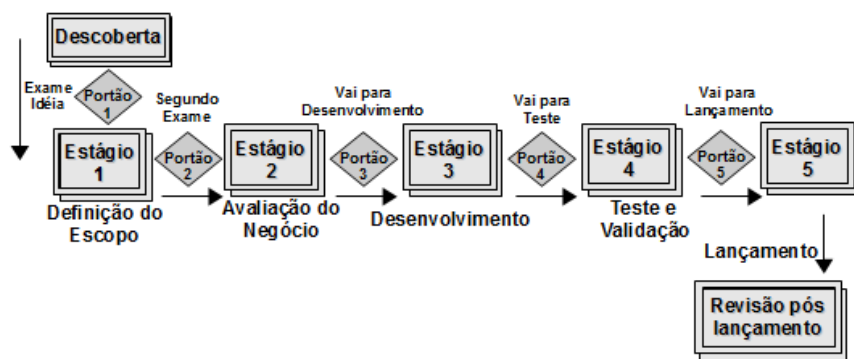 Descoberta
Exame
Idéia
Portão
1
Estágio
1
Definição do
Escopo
Segundo
Exame
Portão
2
Estágio
2
Avaliação do
Negócio
Vai para
Desenvolvimento
Portão
3
Estágio
3
Desenvolvimento
Vai para
Teste
Portão
4
Estágio
4
Teste e
Validação
Vai para
Lançamento
Portão
5
Estágio
5
Lançamento
Revisão pós
lançamento